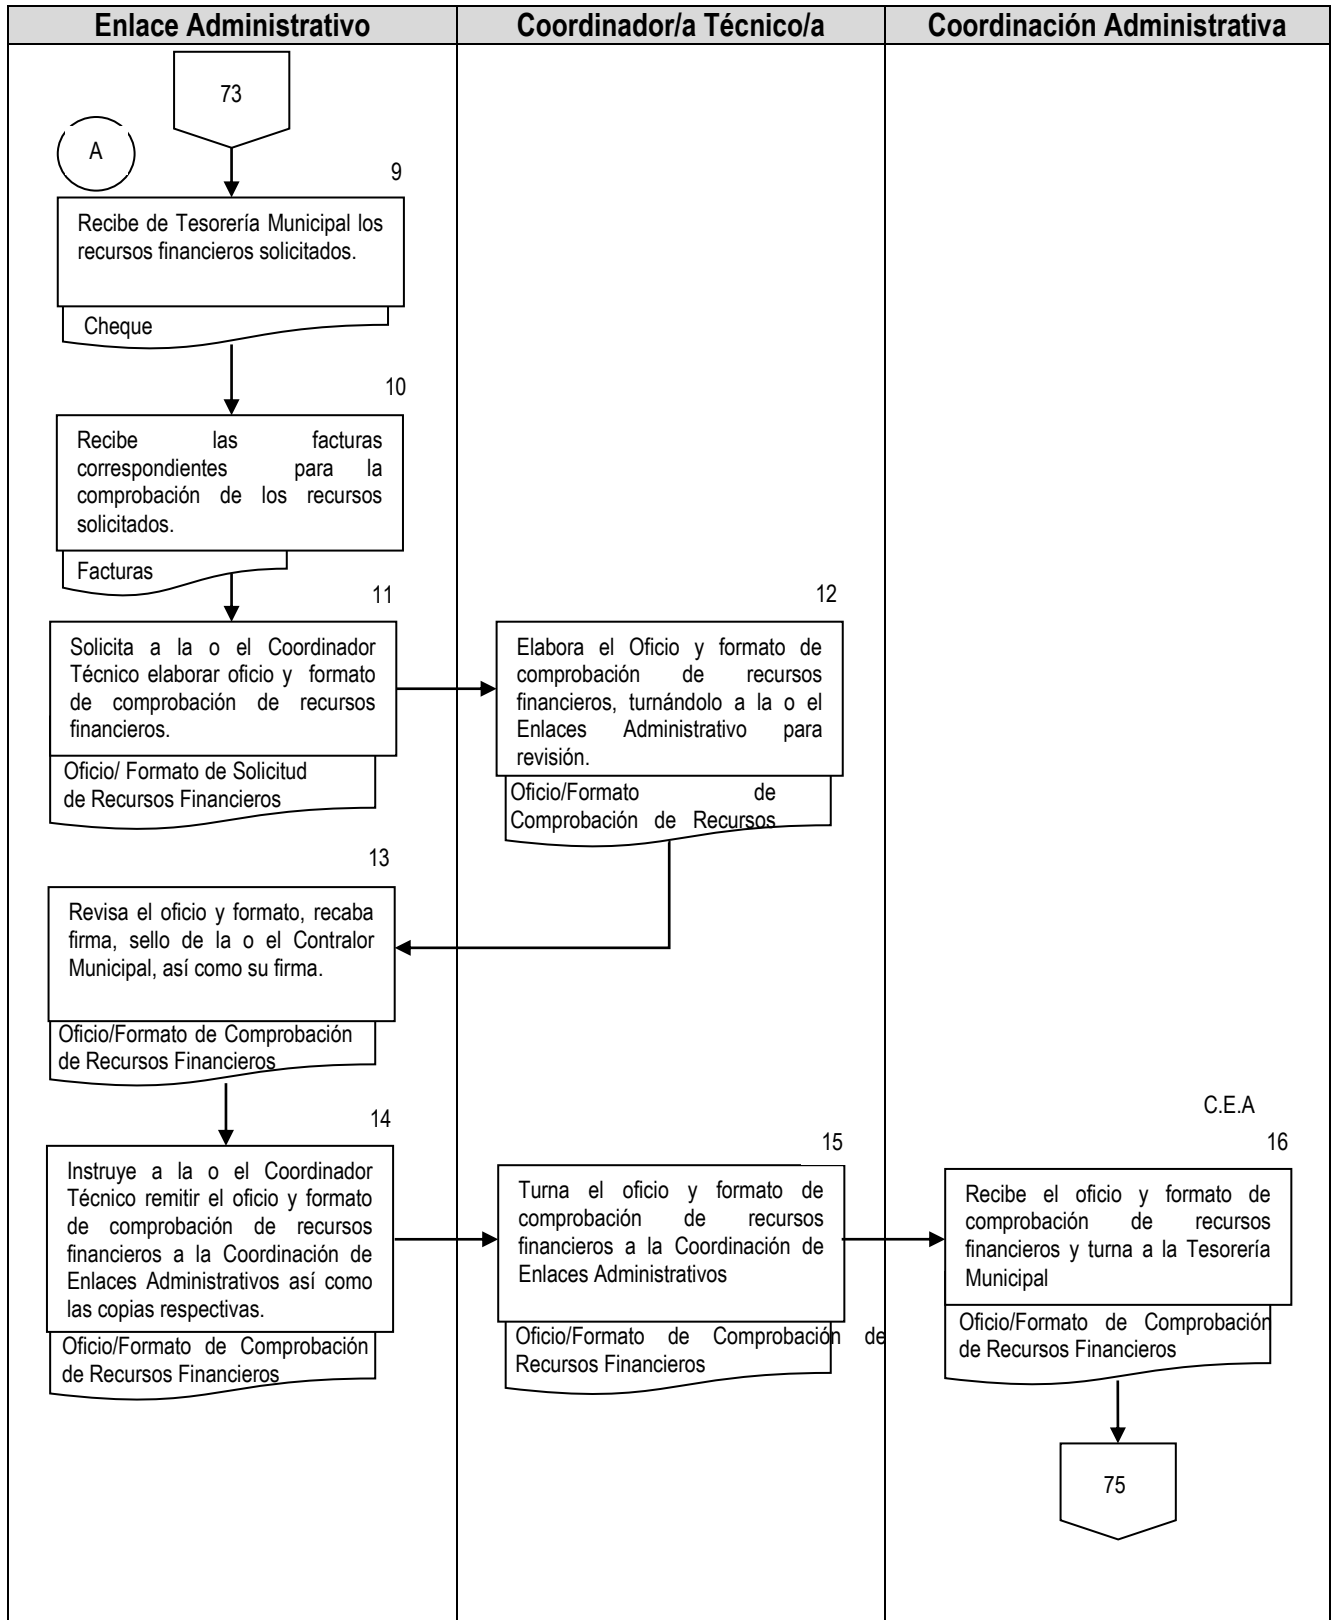 Enlace Administrativo
Coordinador/a Técnico/a
Coordinación Administrativa
73
A
9
Recibe de Tesorería Municipal los
recursos financieros solicitados.
Cheque
10
Recibe las facturas
correspondientes para la
comprobación de los recursos
solicitados.
Facturas
11
Solicita a la o el Coordinador
Técnico elaborar oficio y formato
de comprobación de recursos
financieros.
Oficio/ Formato de Solicitud
de Recursos Financieros
12
Elabora el Oficio y formato de
comprobación de recursos
financieros, turnándolo a la o el
Enlaces Administrativo para
revisión.
Oficio/Formato de
Comprobación de Recursos
13
Revisa el oficio y formato, recaba
firma, sello de la o el Contralor
Municipal, así como su firma.
Oficio/Formato de Comprobación
de Recursos Financieros
14
Instruye a la o el Coordinador
Técnico remitir el oficio y formato
de comprobación de recursos
financieros a la Coordinación de
Enlaces Administrativos así como
las copias respectivas.
Oficio/Formato de Comprobación
de Recursos Financieros
15
Turna el oficio y formato de
comprobación de recursos
financieros a la Coordinación de
Enlaces Administrativos
Oficio/Formato de Comprobación de
Recursos Financieros
C.E.A
16
Recibe el oficio y formato de
comprobación de recursos
financieros y turna a la Tesorería
Municipal
Oficio/Formato de Comprobación
de Recursos Financieros
75